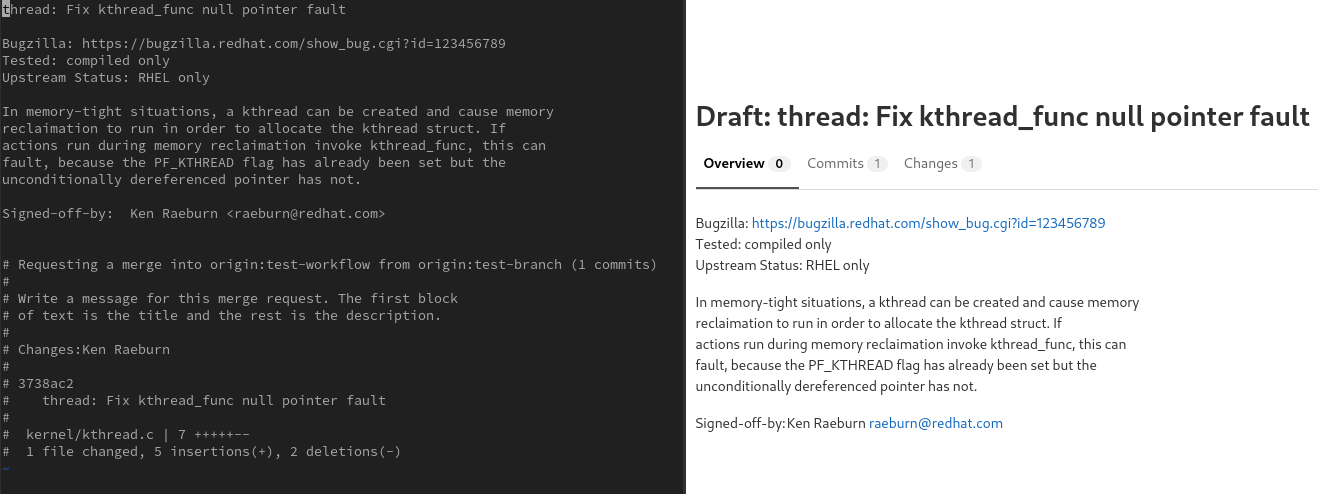 thread: Fix kthread_func null pointer fault
Bugzilla: https://bugzilla.redhat.com/show_bug.cgi?id=123456789
Tested: compiled only
Upstream Status: RHEL only
In memory-tight situations, a kthread can be created and cause memory
reclaimation to run in order to allocate the kthread struct. If
actions run during memory reclaimation invoke kthread_func, this can
fault, because the PF_KTHREAD flag has already been set but the
unconditionally dereferenced pointer has not.
Signed-off-by:  Ken Raeburn <raeburn@redhat.com>
# Requesting a merge into origin:test-workflow from origin:test-branch (1 commits)
#
# Write a message for this merge request. The first block
# of text is the title and the rest is the description.
#
# Changes:Ken Raeburn
#
# 3738ac2
#    thread: Fix kthread_func null pointer fault
#
#  kernel/kthread.c | 7 +++++--
#  1 file changed, 5 insertions(+), 2 deletions(-)
~
Draft: thread: Fix kthread_func null pointer fault
Overview 0 Commits 1 Changes 1
Bugzilla: https://bugzilla.redhat.com/show_bug.cgi?id=123456789
Tested: compiled only
Upstream Status: RHEL only
In memory-tight situations, a kthread can be created and cause memory
reclaimation to run in order to allocate the kthread struct. If
actions run during memory reclaimation invoke kthread_func, this can
fault, because the PF_KTHREAD flag has already been set but the
unconditionally dereferenced pointer has not.
Signed-off-by:Ken Raeburn raeburn@redhat.com